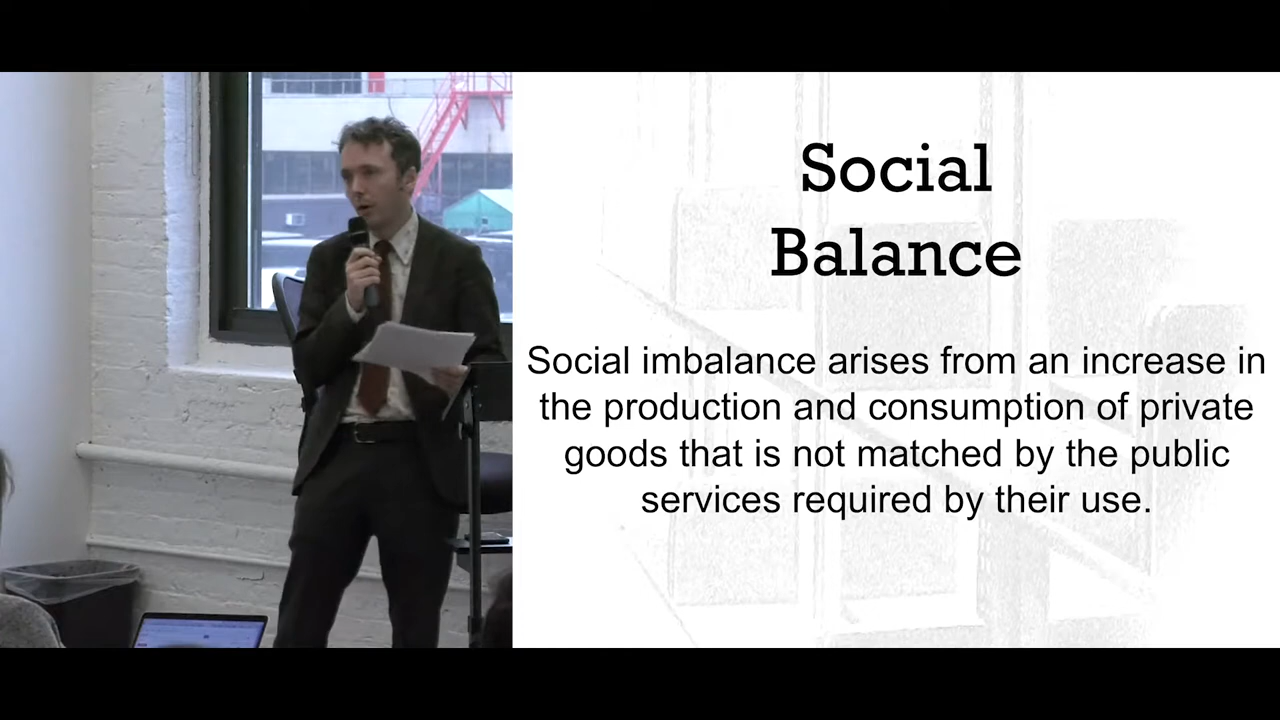 Social
Balance
Social imbalance arises from an increase in
the production and consumption of private
goods that is not matched by the public
services required by their use.